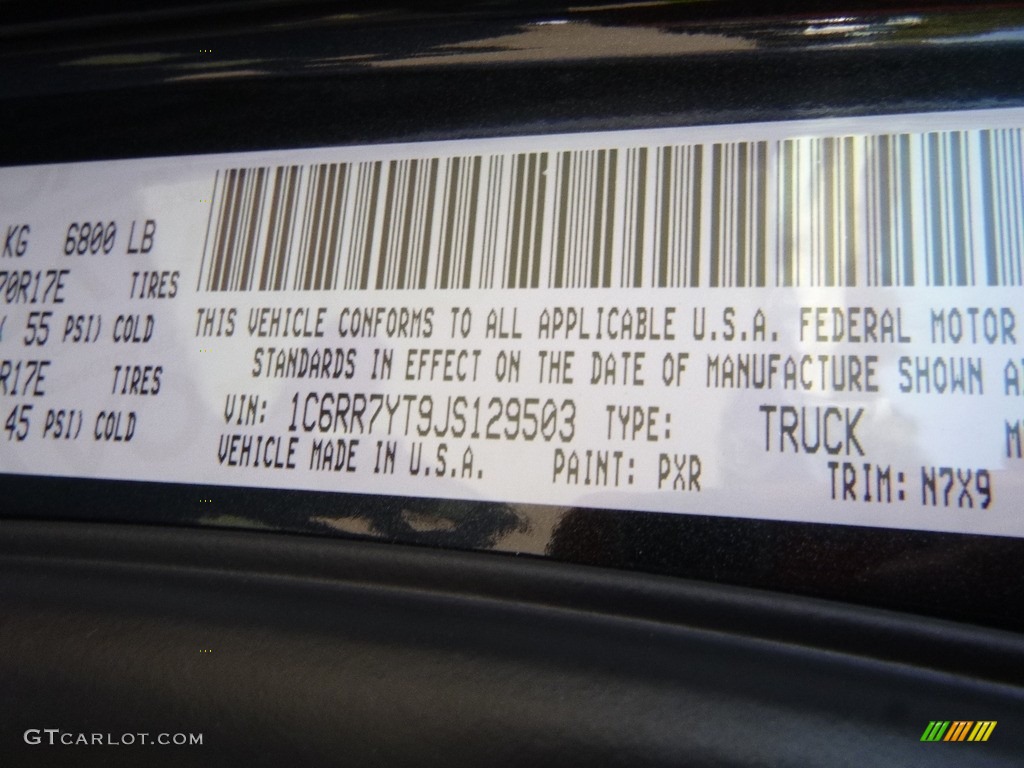 KG 6800 LB
70R17E TIRES
( 55 PSI) COLD
R17E TIRES
45 PSI) COLD
THIS VEHICLE CONFORMS TO ALL APPLICABLE U.S.A. FEDERAL MOTOR
STANDARDS IN EFFECT ON THE DATE OF MANUFACTURE SHOWN
VIN: 1C6RR7YT9JS129503 TYPE: TRUCK
VEHICLE MADE IN U.S.A. PAINT: PXR TRIM: N7X9
GTCARLOT.COM